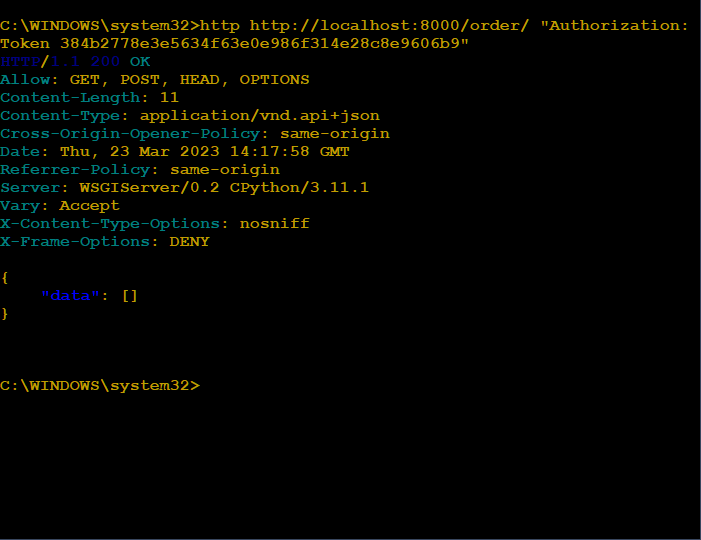 C:\WINDOWS\system32>http http://localhost:8000/order/ "Authorization:
Token 384b2778e3e5634f63e0e986f314e28c8e9606b9"
HTTP/1.1 200 OK
Allow: GET, POST, HEAD, OPTIONS
Content-Length: 11
Content-Type: application/vnd.api+json
Cross-Origin-Opener-Policy: same-origin
Date: Thu, 23 Mar 2023 14:17:58 GMT
Referrer-Policy: same-origin
Server: WSGIServer/0.2 CPython/3.11.1
Vary: Accept
X-Content-Type-Options: nosniff
X-Frame-Options: DENY
{
"data": []
}
C:\WINDOWS\system32>